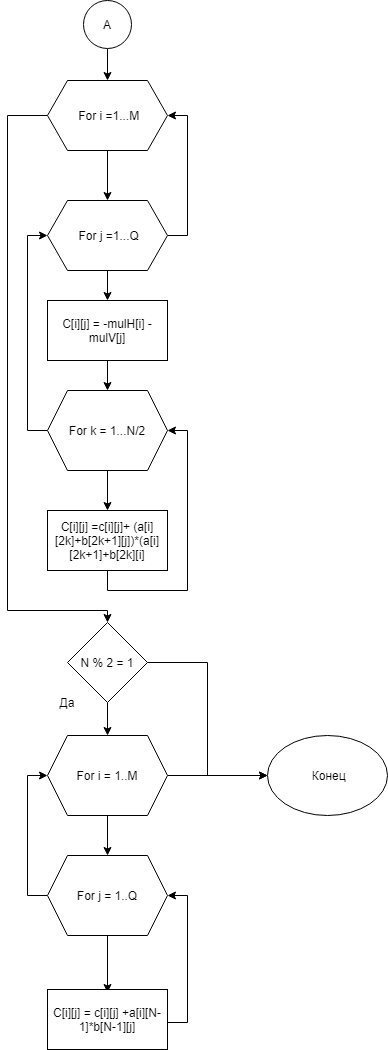 A
For i =1...M
For j =1...Q
C[i][j] = -mulH[i] -
mulV[j]
For k = 1...N/2
C[i][j] =c[i][j]+ (a[i]
[2k]+b[2k+1][j])*(a[i]
[2k+1]+b[2k][i]
N % 2 = 1
Да
For i = 1..M
Конец
For j = 1..Q
C[i][j] = c[i][j] +a[i][N-
1]*b[N-1][j]